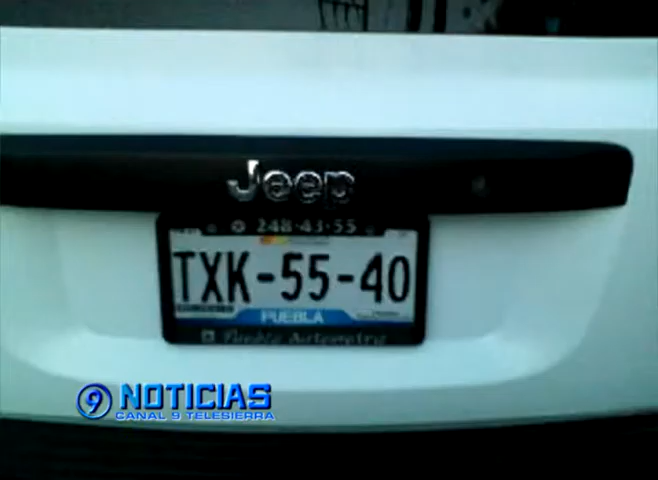 Jeep
248·43·55
TXK-55-40
PUEBLA
9 NOTICIAS
CANAL 9 TELESIERRA